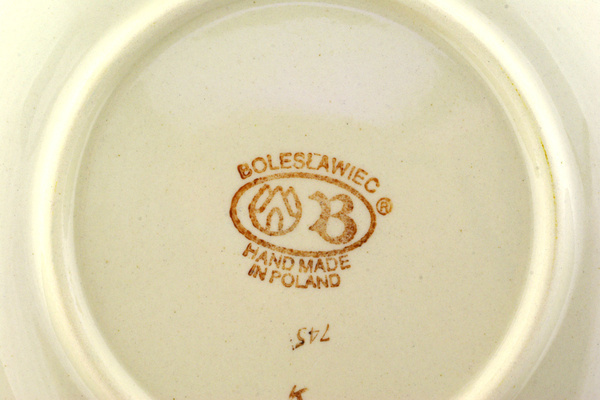 BOLESŁAWIEC
B ®
HAND MADE
IN POLAND
745
K